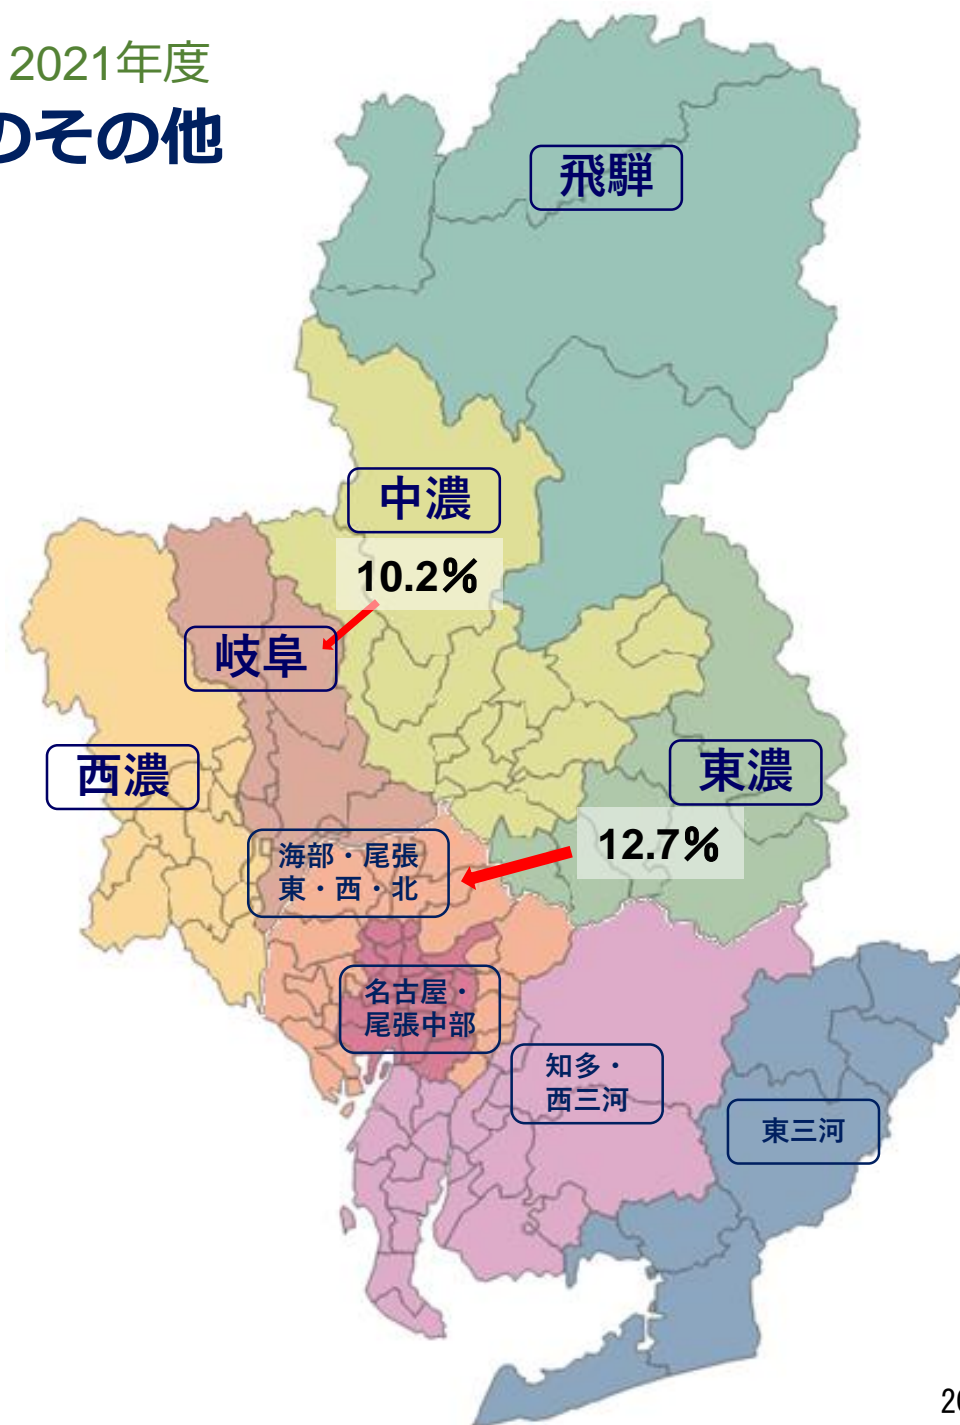 2021年度
のその他
飛騨
中濃
10.2%
岐阜
西濃
東濃
12.7%
海部・尾張
東・西・北
名古屋・
尾張中部
知多・
西三河
東三河